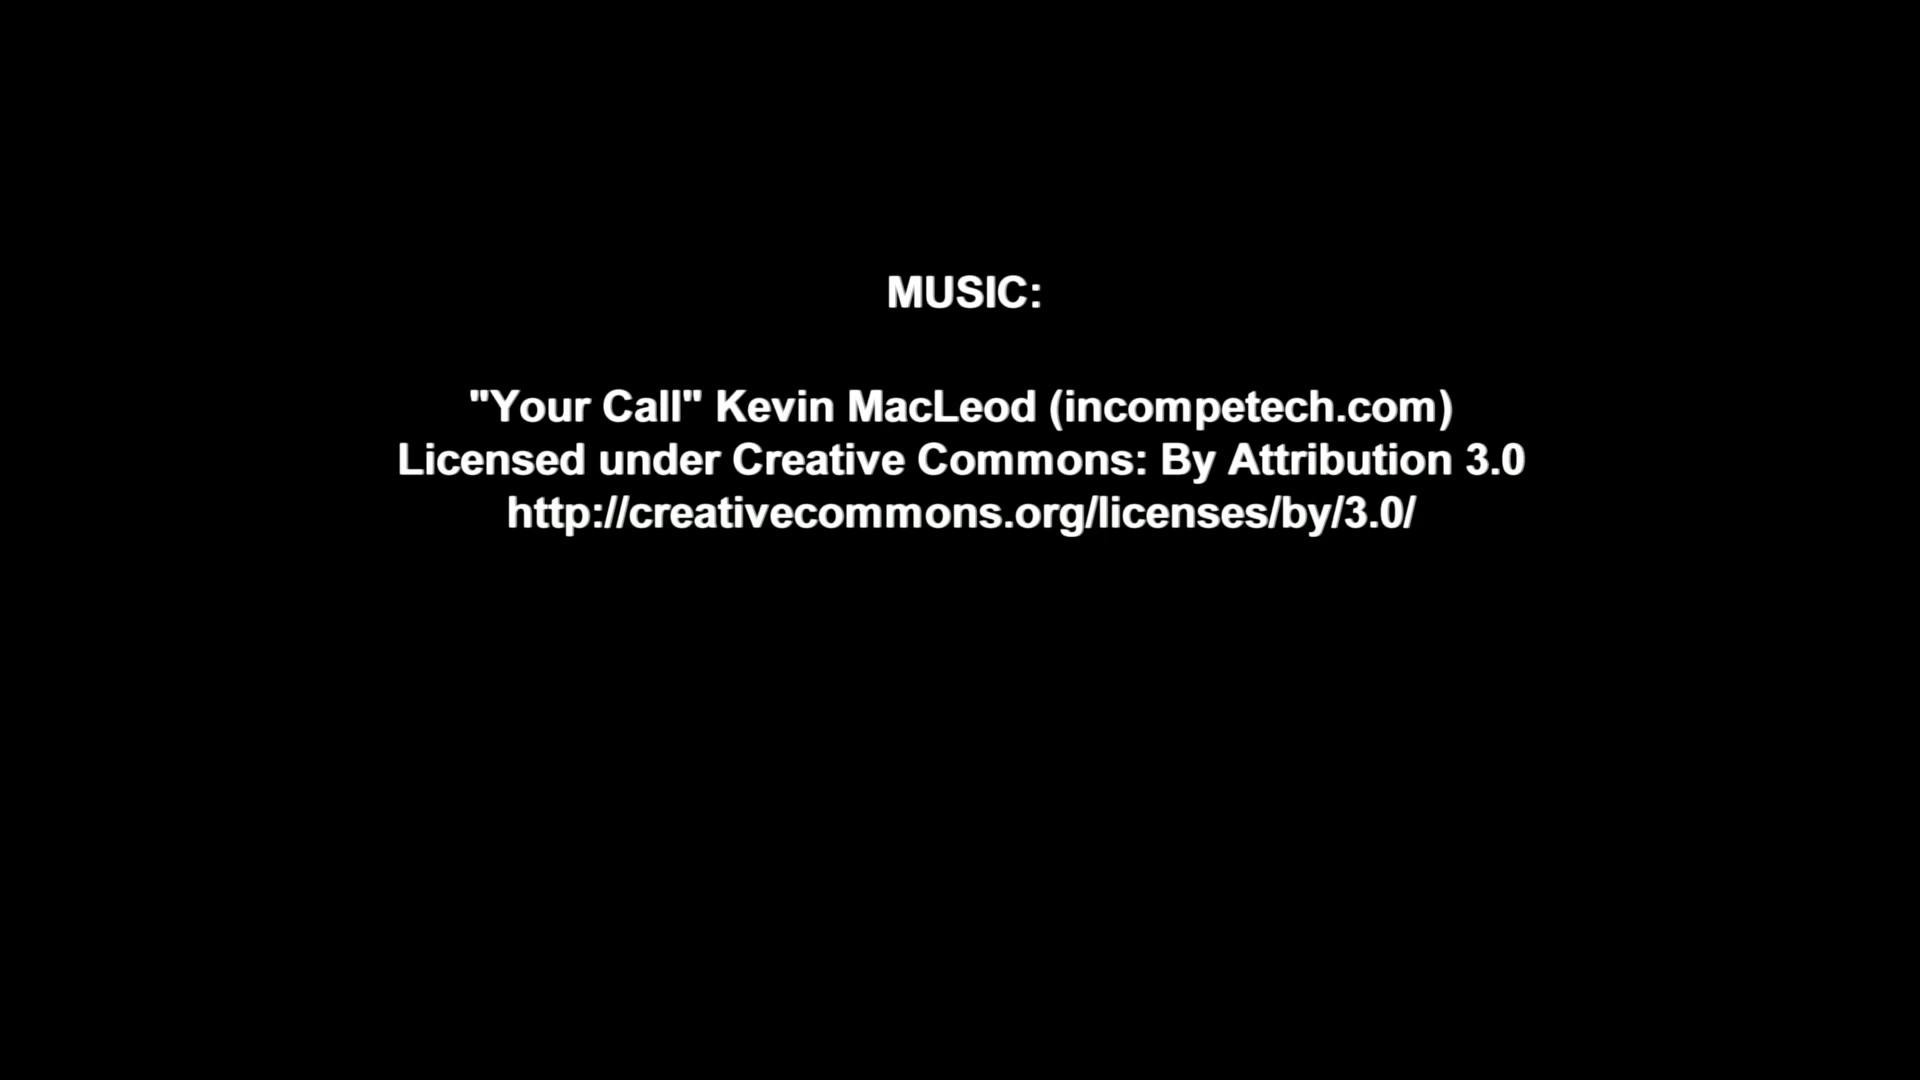 MUSIC:
"Your Call" Kevin MacLeod (incompetech.com)
Licensed under Creative Commons: By Attribution 3.0
http://creativecommons.org/licenses/by/3.0/